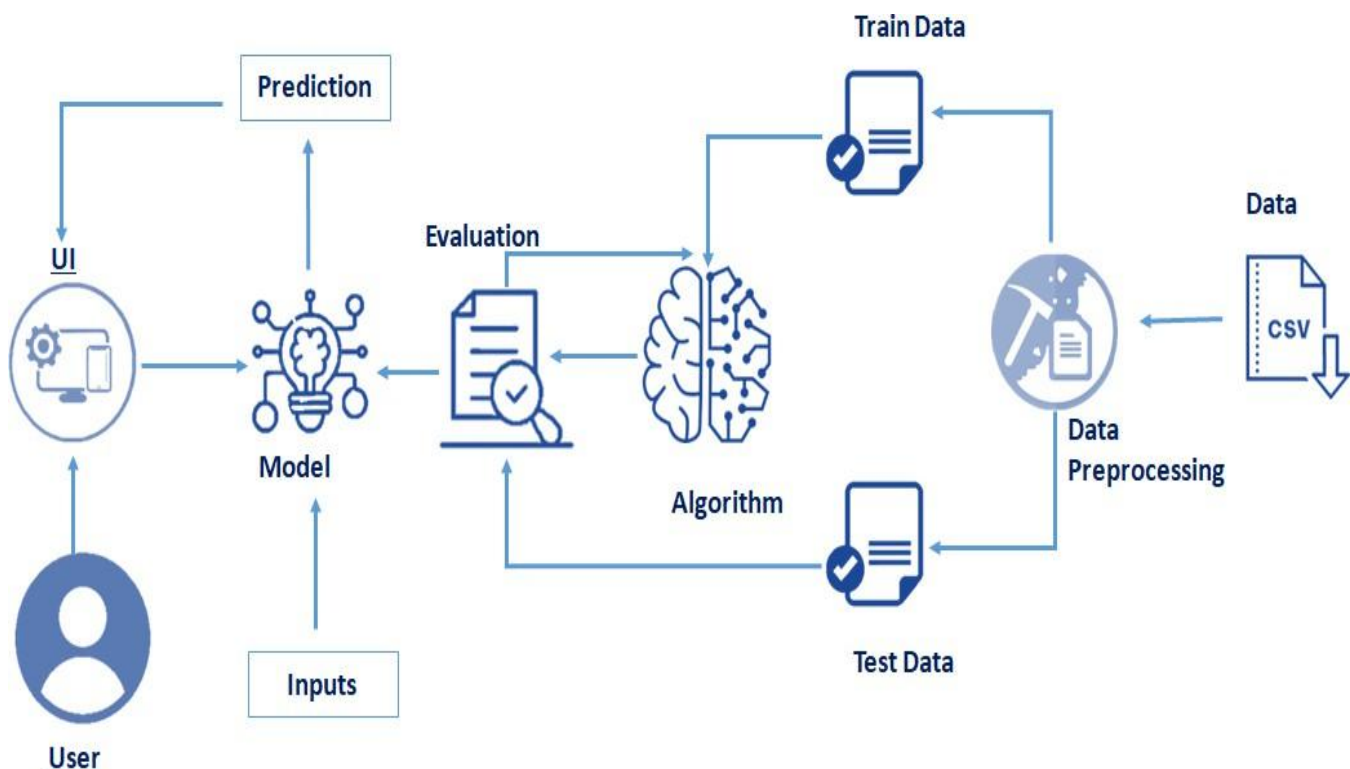 Train Data
Prediction
Data
Evaluation
UI
CSV
Data
Preprocessing
Model
Algorithm
Test Data
Inputs
User